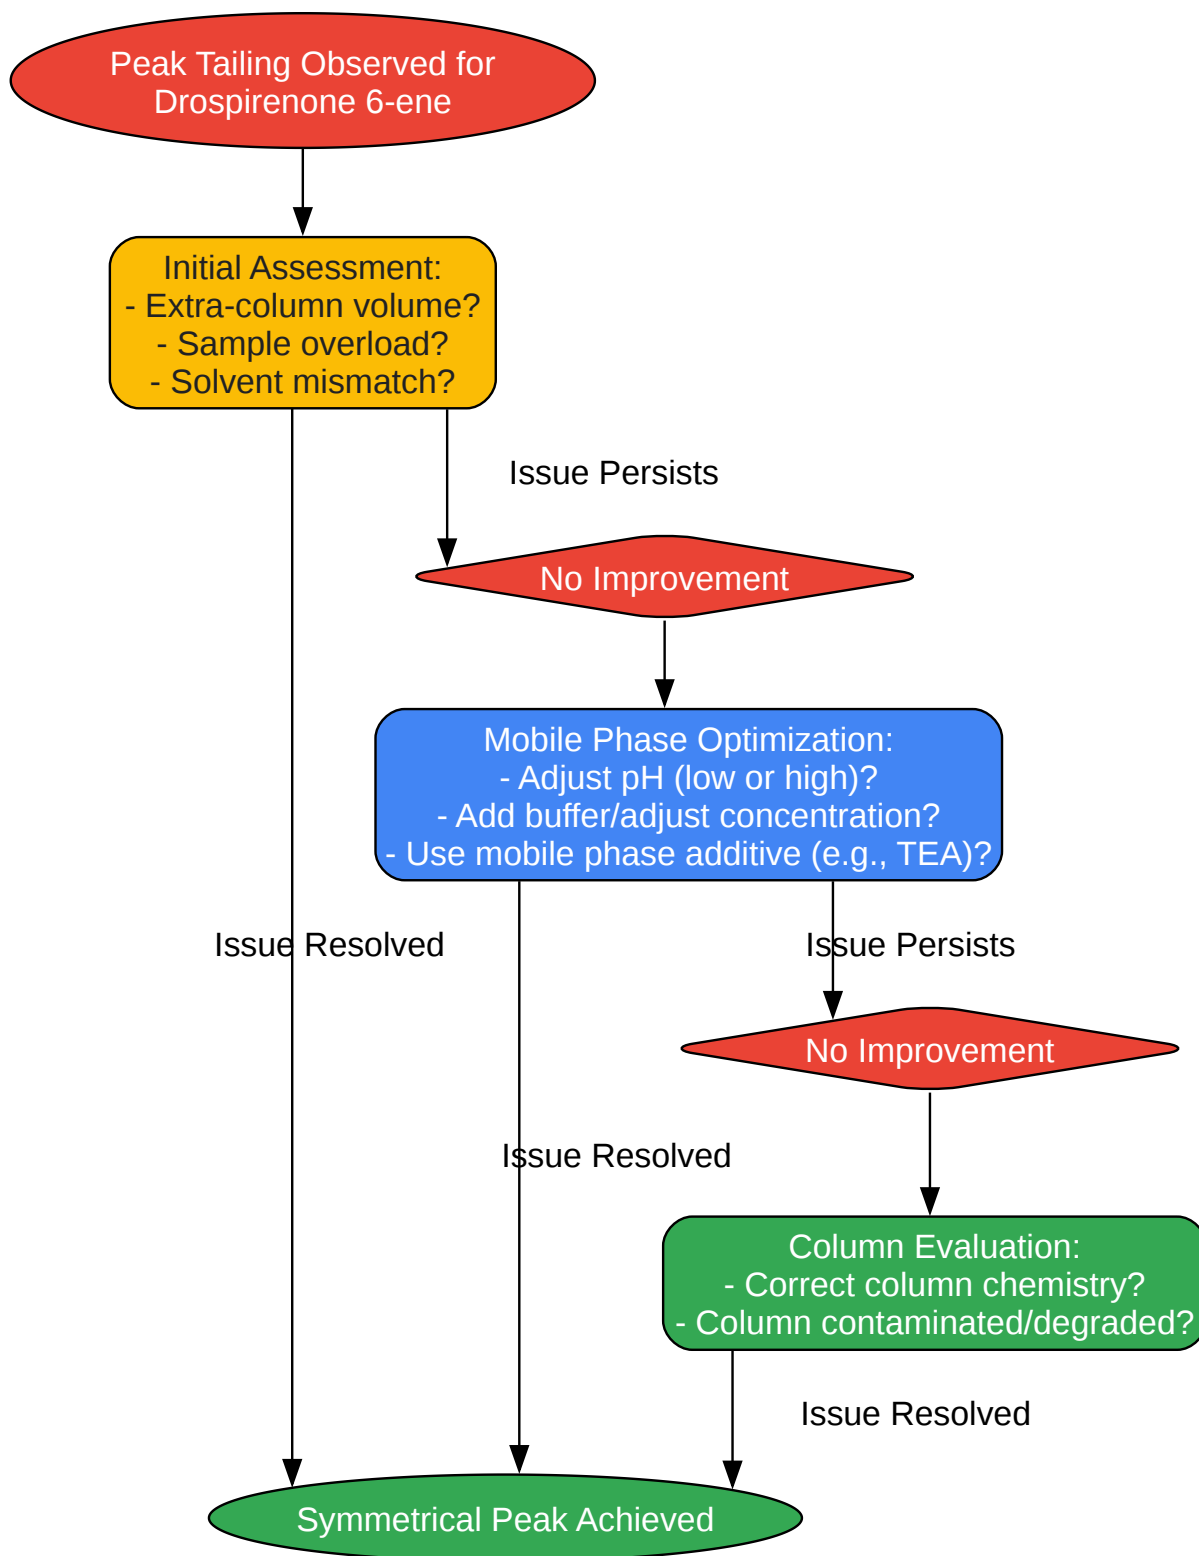 Peak Tailing Observed for
Drospirenone 6-ene
Initial Assessment:
- Extra-column volume?
- Sample overload?
- Solvent mismatch?
Issue Persists
No Improvement
Mobile Phase Optimization:
- Adjust pH (low or high)?
- Add buffer/adjust concentration?
- Use mobile phase additive (e.g., TEA)?
Issue Resolved
Issue Persists
No Improvement
Issue Resolved
Column Evaluation:
- Correct column chemistry?
- Column contaminated/degraded?
Issue Resolved
Symmetrical Peak Achieved